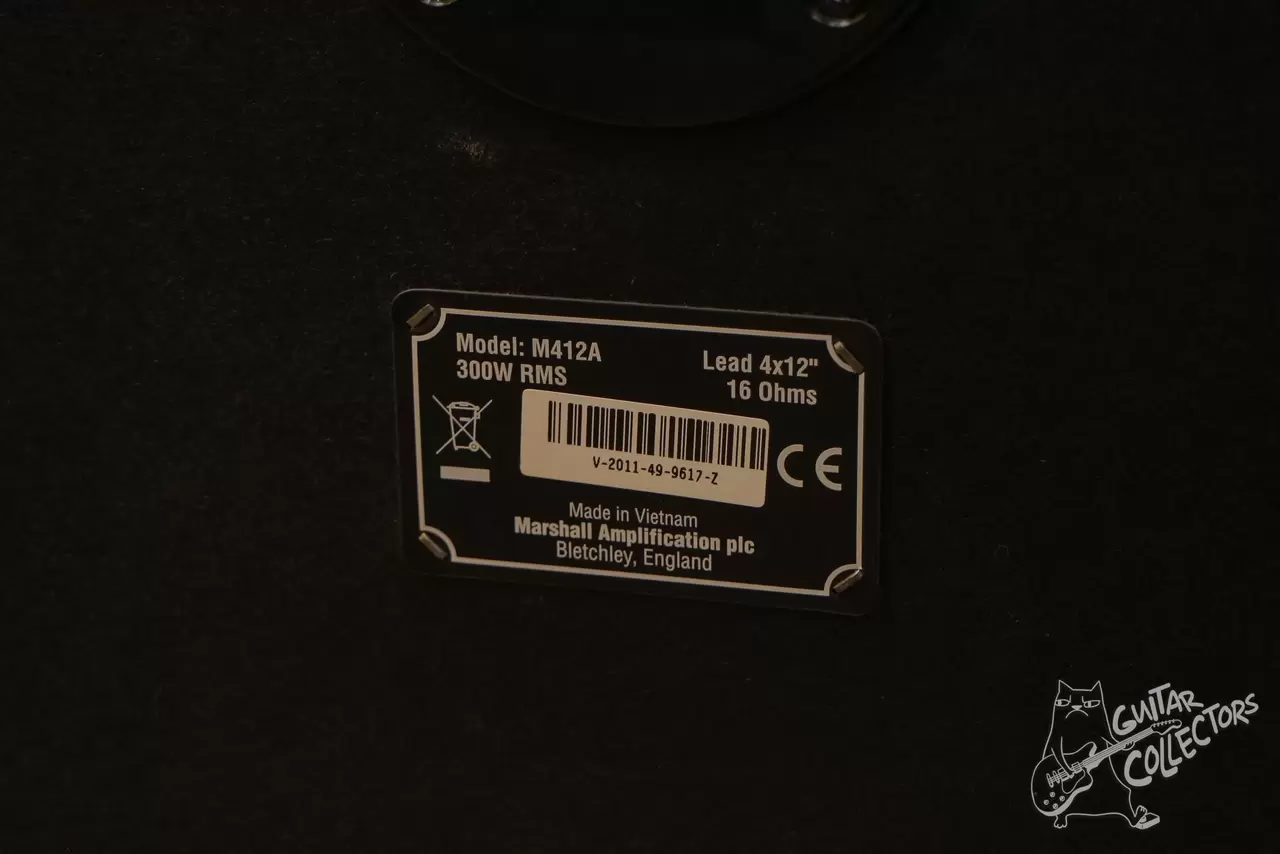 Model: M412A
300W RMS
Lead 4x12"
16 Ohms
V-2011-49-9617-Z
CE
Made in Vietnam
Marshall Amplification plc
Bletchley, England
GUITAR
COLLECTORS